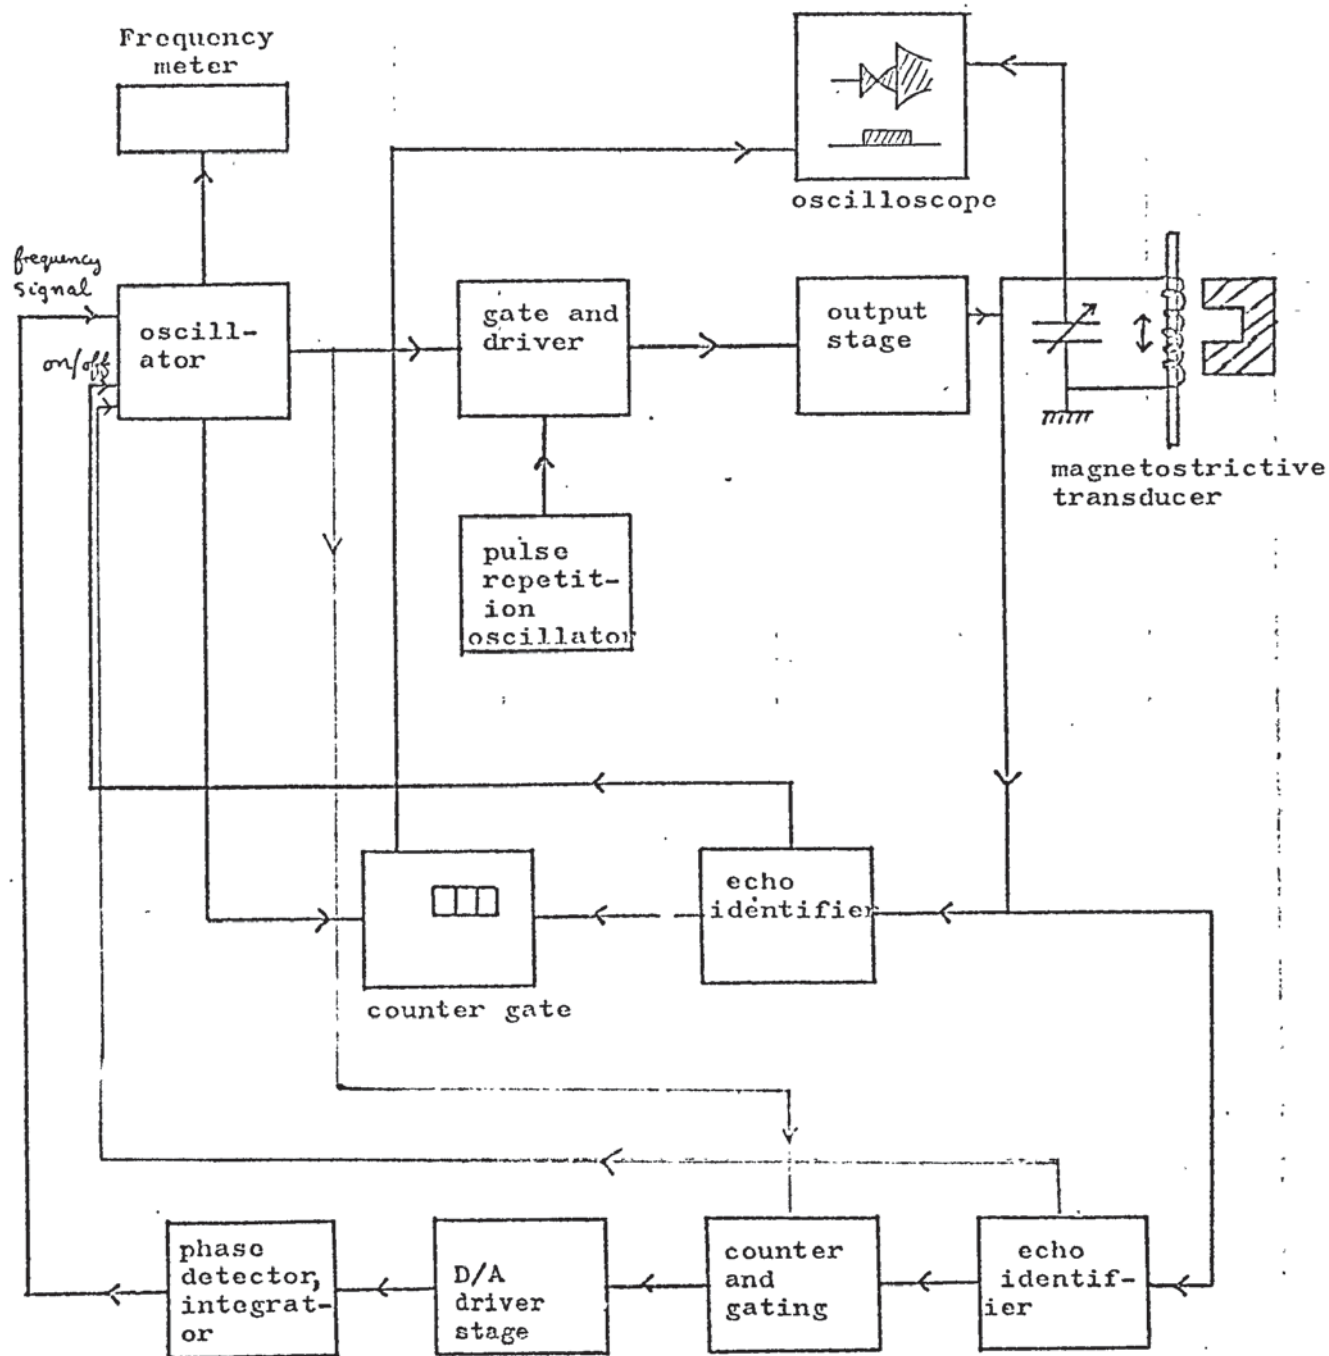 Frequency
meter
oscilloscope
frequency
signal
on/off
oscill-
ator
gate and
driver
output
stage
magnetostrictive
transducer
pulse
repetit-
ion
oscillator
echo
identifier
counter gate
phase
detector,
integrat-
or
D/A
driver
stage
counter
and
gating
echo
identif-
ier